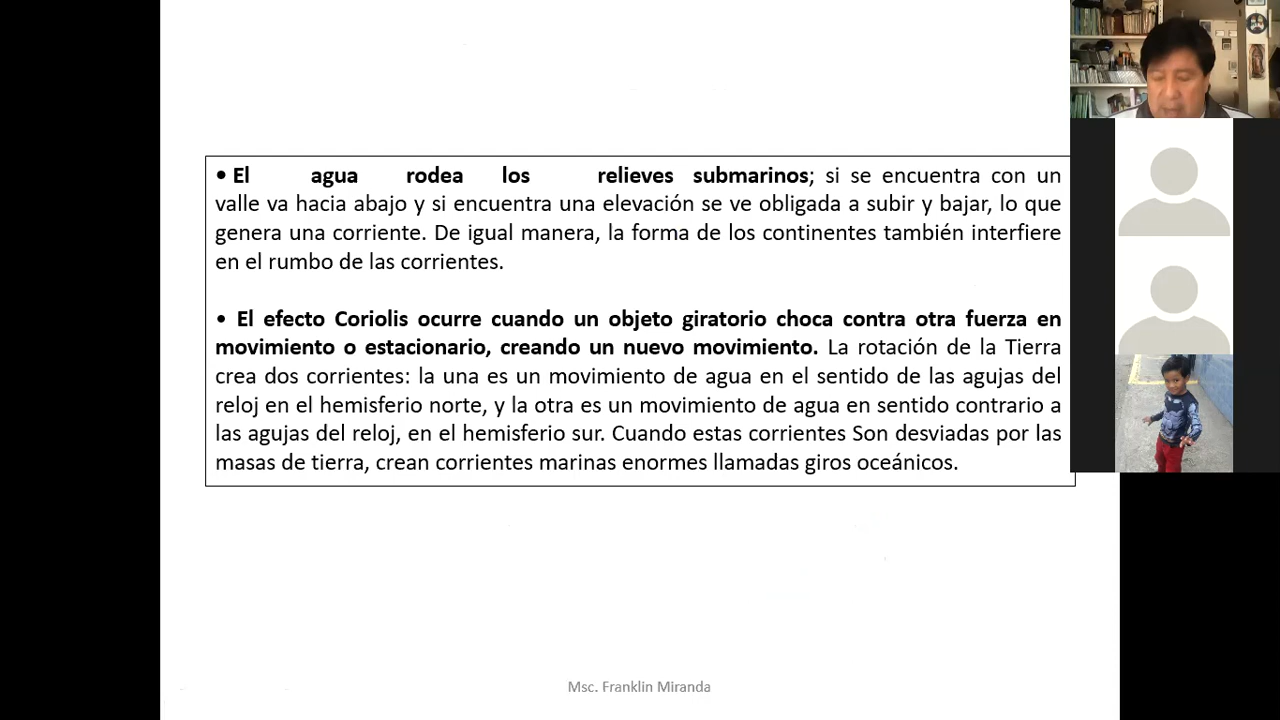 • El agua rodea los relieves submarinos; si se encuentra con un
valle va hacia abajo y si encuentra una elevación se ve obligada a subir y bajar, lo que
genera una corriente. De igual manera, la forma de los continentes también interfiere
en el rumbo de las corrientes.
• El efecto Coriolis ocurre cuando un objeto giratorio choca contra otra fuerza en
movimiento o estacionario, creando un nuevo movimiento. La rotación de la Tierra
crea dos corrientes: la una es un movimiento de agua en el sentido de las agujas del
reloj en el hemisferio norte, y la otra es un movimiento de agua en sentido contrario a
las agujas del reloj, en el hemisferio sur. Cuando estas corrientes Son desviadas por las
masas de tierra, crean corrientes marinas enormes llamadas giros oceánicos.
Msc. Franklin Miranda